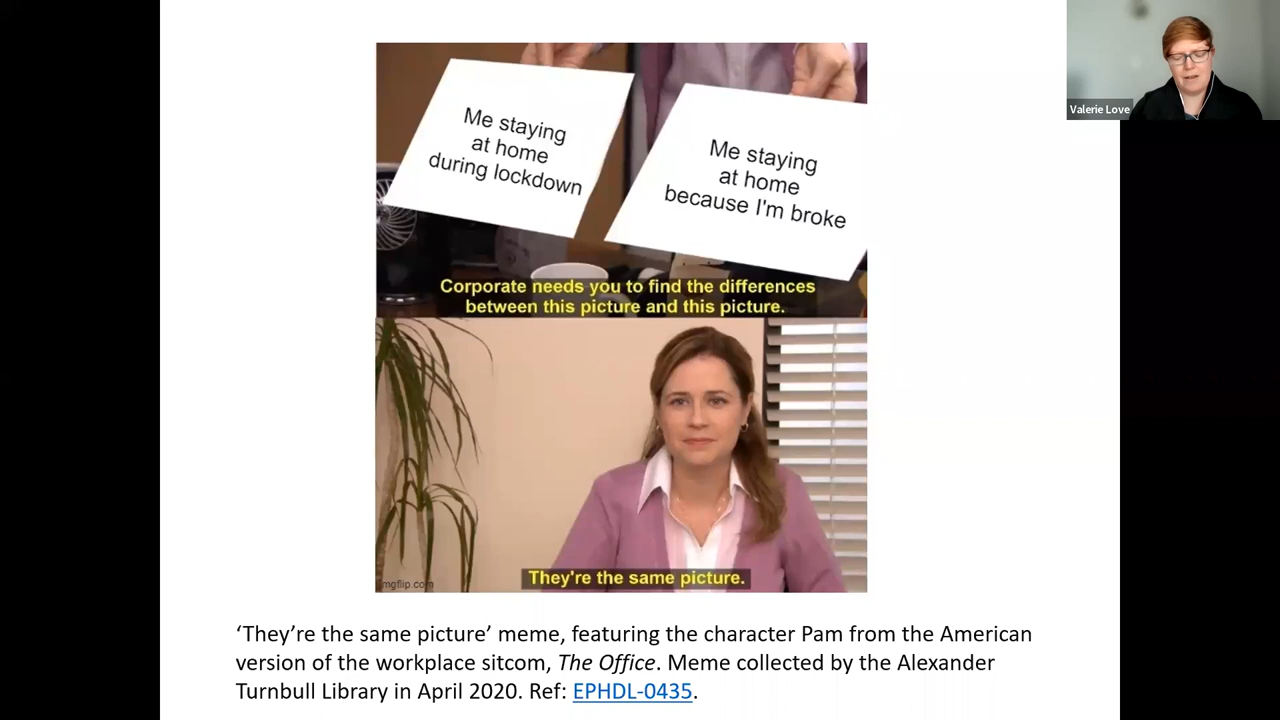 Me staying
at home
during lockdown
Me staying
at home
because I'm broke
Corporate needs you to find the differences
between this picture and this picture.
They're the same picture.
imgflip.com
‘They’re the same picture’ meme, featuring the character Pam from the American
version of the workplace sitcom, The Office. Meme collected by the Alexander
Turnbull Library in April 2020. Ref: EPHDL-0435.
Valerie Love